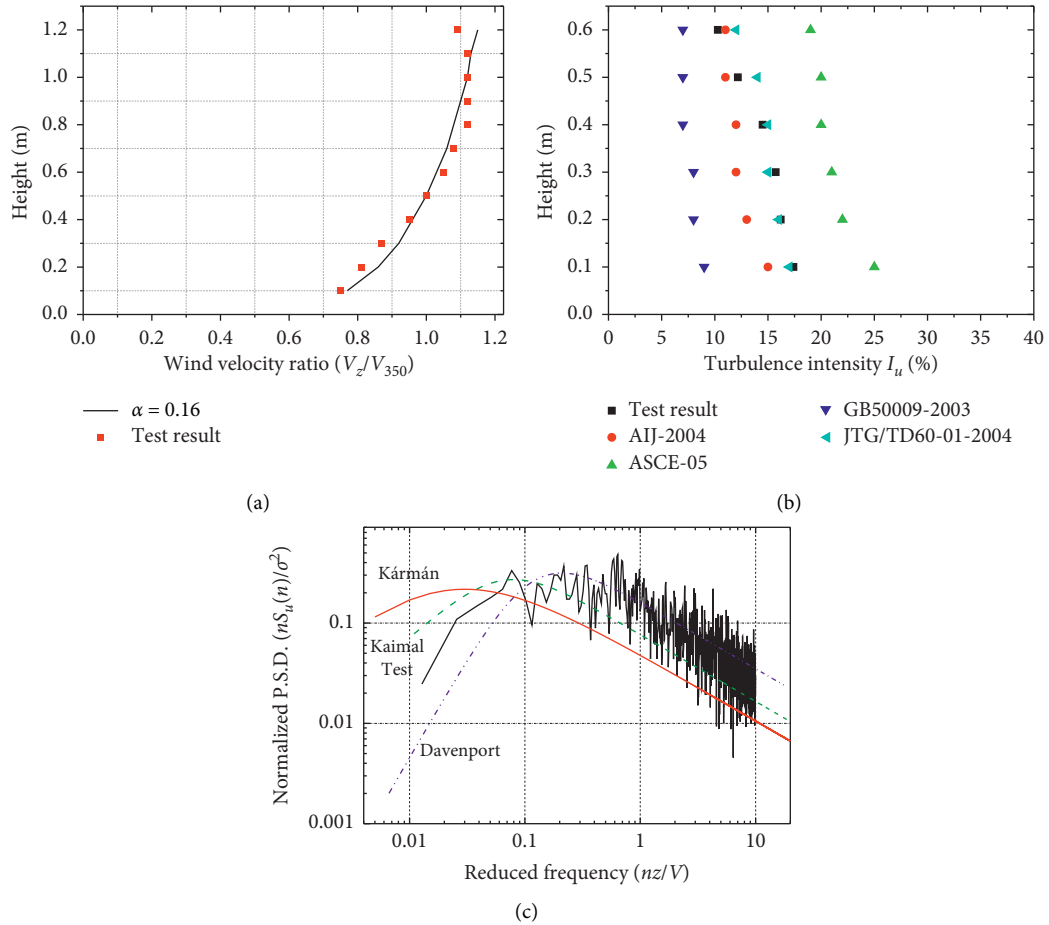 1.2
1.0
0.8
0.6
0.4
0.2
0.0
Height (m)
0.0 0.2 0.4 0.6 0.8 1.0 1.2
Wind velocity ratio (Vz/V350)
α = 0.16
Test result
(a)
0.6
0.5
0.4
0.3
0.2
0.1
0.0
Height (m)
0 5 10 15 20 25 30 35 40
Turbulence intensity Iu (%)
Test result
AIJ-2004
ASCE-05
GB50009-2003
JTG/TD60-01-2004
(b)
Normalized P.S.D. (nSu(n)/σ²)
0.1
0.01
0.001
Kármán
Kaimal
Test
Davenport
0.01 0.1 1 10
Reduced frequency (nz/V)
(c)